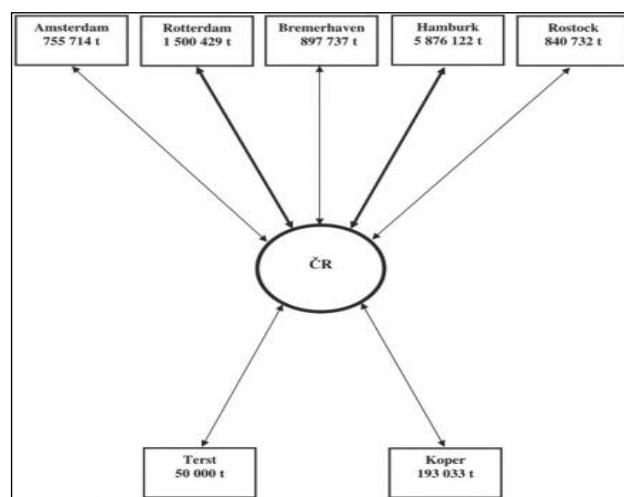 Amsterdam
755 714 t
Rotterdam
1 500 429 t
Bremerhaven
897 737 t
Hamburk
5 876 122 t
Rostock
840 732 t
ČR
Terst
50 000 t
Koper
193 033 t